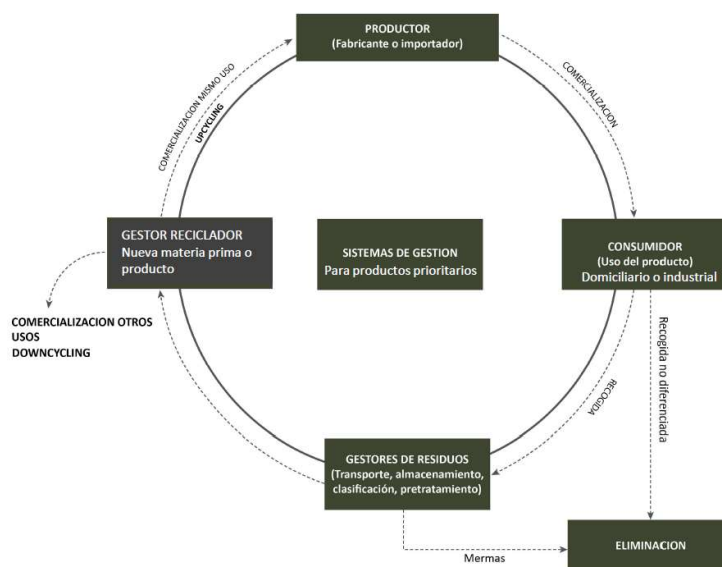 PRODUCTOR
(Fabricante o importador)
COMERCIALIZACION MISMO USO
UPCYCLING
COMERCIALIZACION
GESTOR RECICLADOR
Nueva materia prima o
producto
SISTEMAS DE GESTION
Para productos prioritarios
CONSUMIDOR
(Uso del producto)
Domiciliario o industrial
COMERCIALIZACION OTROS
USOS
DOWNCYCLING
Recogida no diferenciada
RECOGIDA
GESTORES DE RESIDUOS
(Transporte, almacenamiento,
clasificación, pretratamiento)
ELIMINACION
Mermas